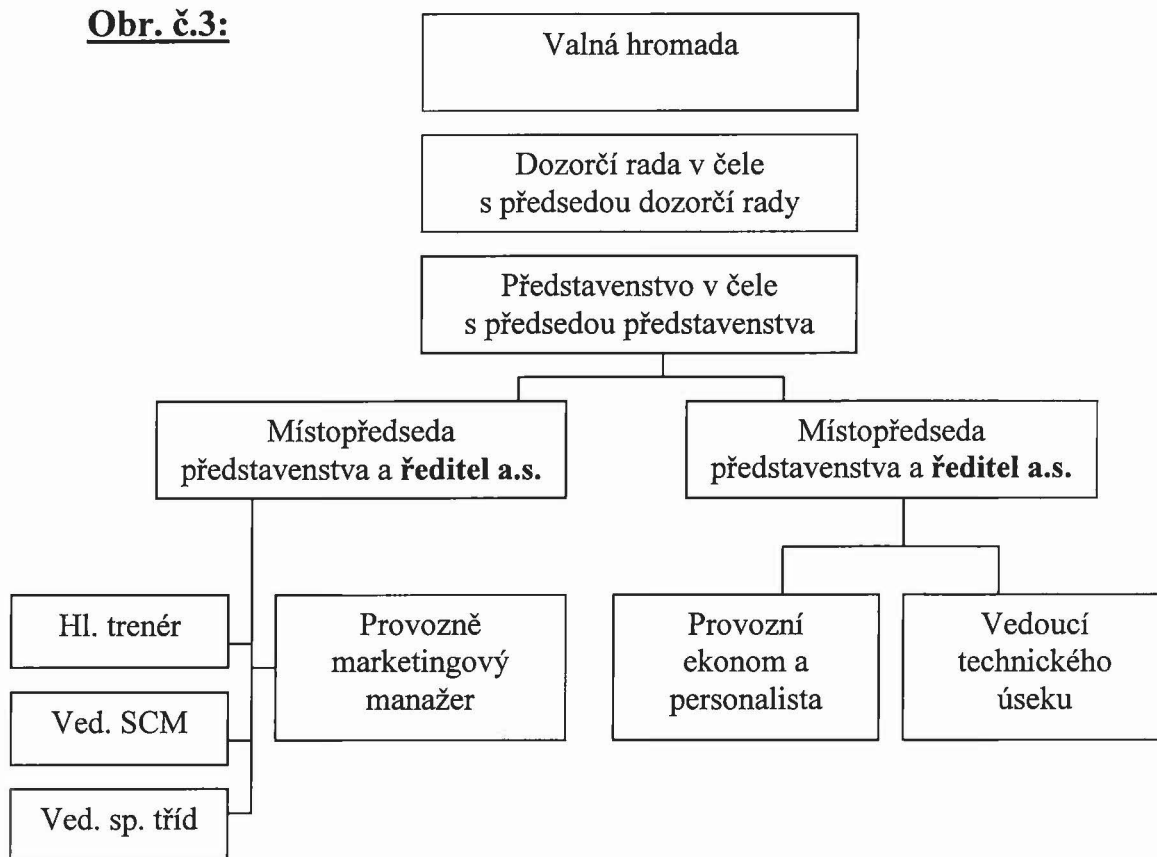 Obr. č.3:
Valná hromada
Dozorčí rada v čele
s předsedou dozorčí rady
Představenstvo v čele
s předsedou představenstva
Místopředseda
představenstva a ředitel a.s.
Místopředseda
představenstva a ředitel a.s.
Hl. trenér
Ved. SCM
Ved. sp. tříd
Provozně
marketingový
manažer
Provozní
ekonom a
personalista
Vedoucí
technického
úseku